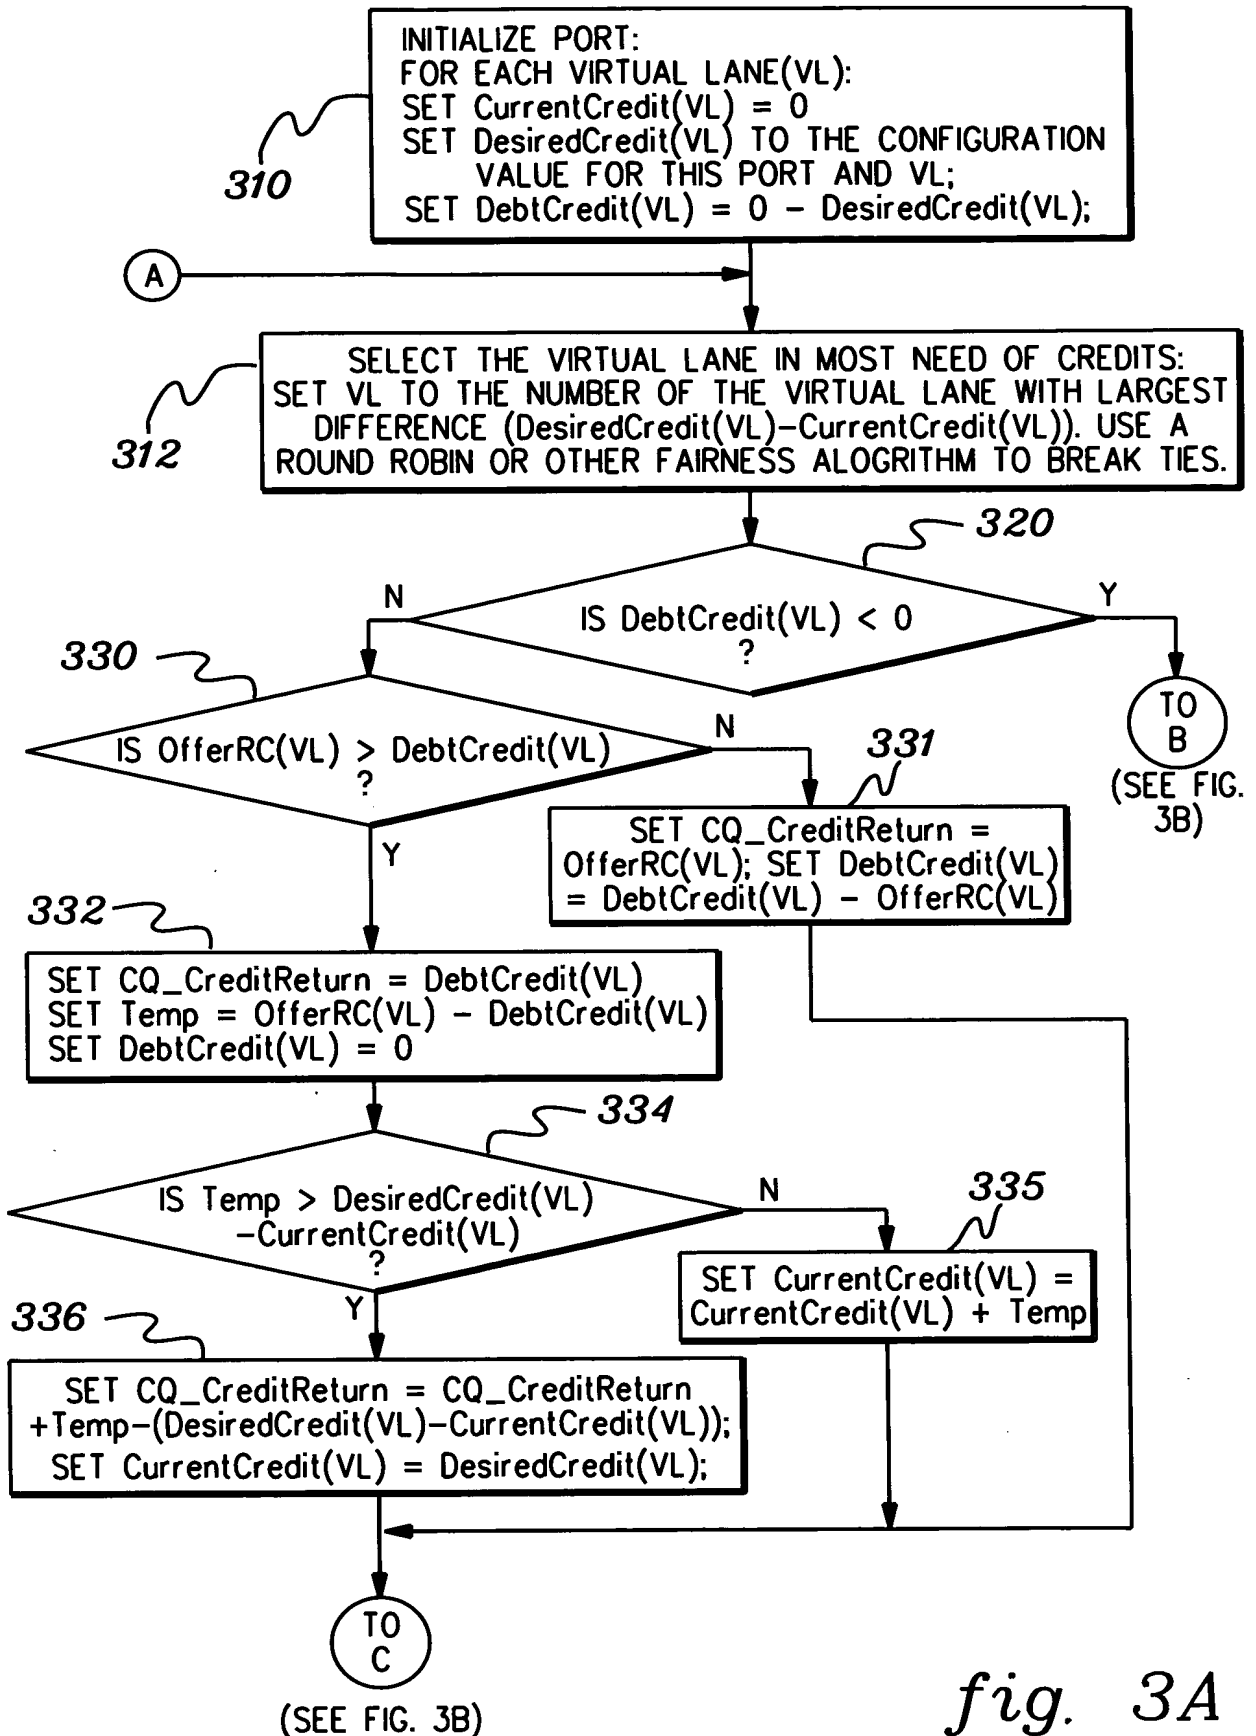 INITIALIZE PORT:
FOR EACH VIRTUAL LANE(VL):
SET CurrentCredit(VL) = 0
SET DesiredCredit(VL) TO THE CONFIGURATION
VALUE FOR THIS PORT AND VL;
SET DebtCredit(VL) = 0 - DesiredCredit(VL);
310
A
SELECT THE VIRTUAL LANE IN MOST NEED OF CREDITS:
SET VL TO THE NUMBER OF THE VIRTUAL LANE WITH LARGEST
DIFFERENCE (DesiredCredit(VL)-CurrentCredit(VL)). USE A
ROUND ROBIN OR OTHER FAIRNESS ALOGRITHM TO BREAK TIES.
312
320
IS DebtCredit(VL) < 0
?
N
Y
TO
B
(SEE FIG.
3B)
330
IS OfferRC(VL) > DebtCredit(VL)
?
N
Y
331
SET CQ_CreditReturn =
OfferRC(VL); SET DebtCredit(VL)
= DebtCredit(VL) - OfferRC(VL)
332
SET CQ_CreditReturn = DebtCredit(VL)
SET Temp = OfferRC(VL) - DebtCredit(VL)
SET DebtCredit(VL) = 0
334
IS Temp > DesiredCredit(VL)
-CurrentCredit(VL)
?
N
Y
335
SET CurrentCredit(VL) =
CurrentCredit(VL) + Temp
336
SET CQ_CreditReturn = CQ_CreditReturn
+Temp-(DesiredCredit(VL)-CurrentCredit(VL));
SET CurrentCredit(VL) = DesiredCredit(VL);
TO
C
(SEE FIG. 3B)
fig. 3A